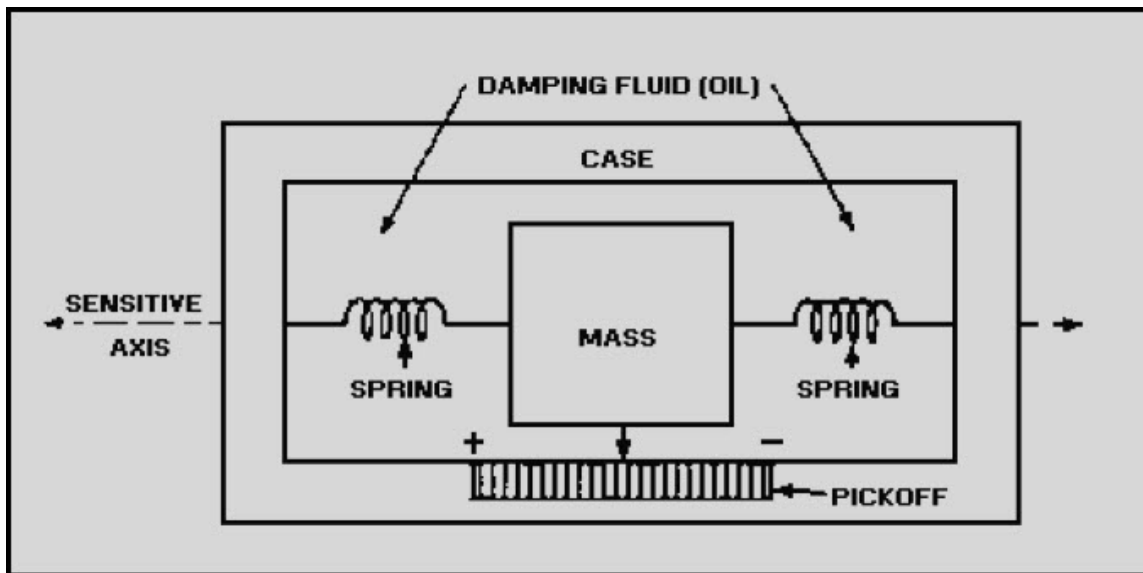 DAMPING FLUID (OIL)
CASE
SENSITIVE
AXIS
MASS
SPRING
SPRING
+
−
PICKOFF